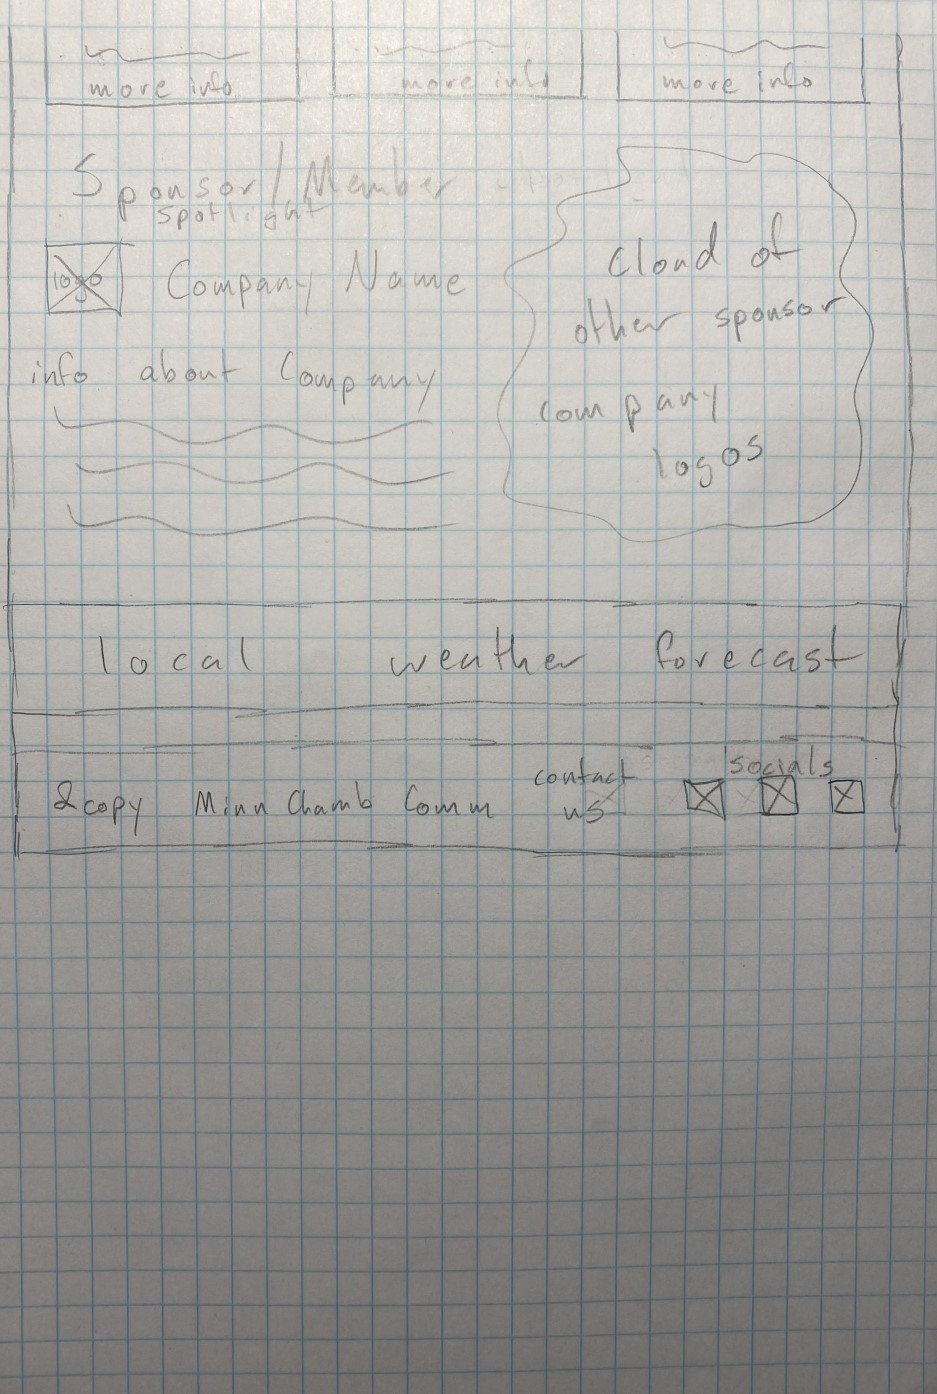 more info
more info
more info
Sponsor/Member
spotlight
logo
Company Name
info about Company
cloud of
other sponsor
company
logos
local weather forecast
&copy Minn Chamb Comm
contact
us
socials